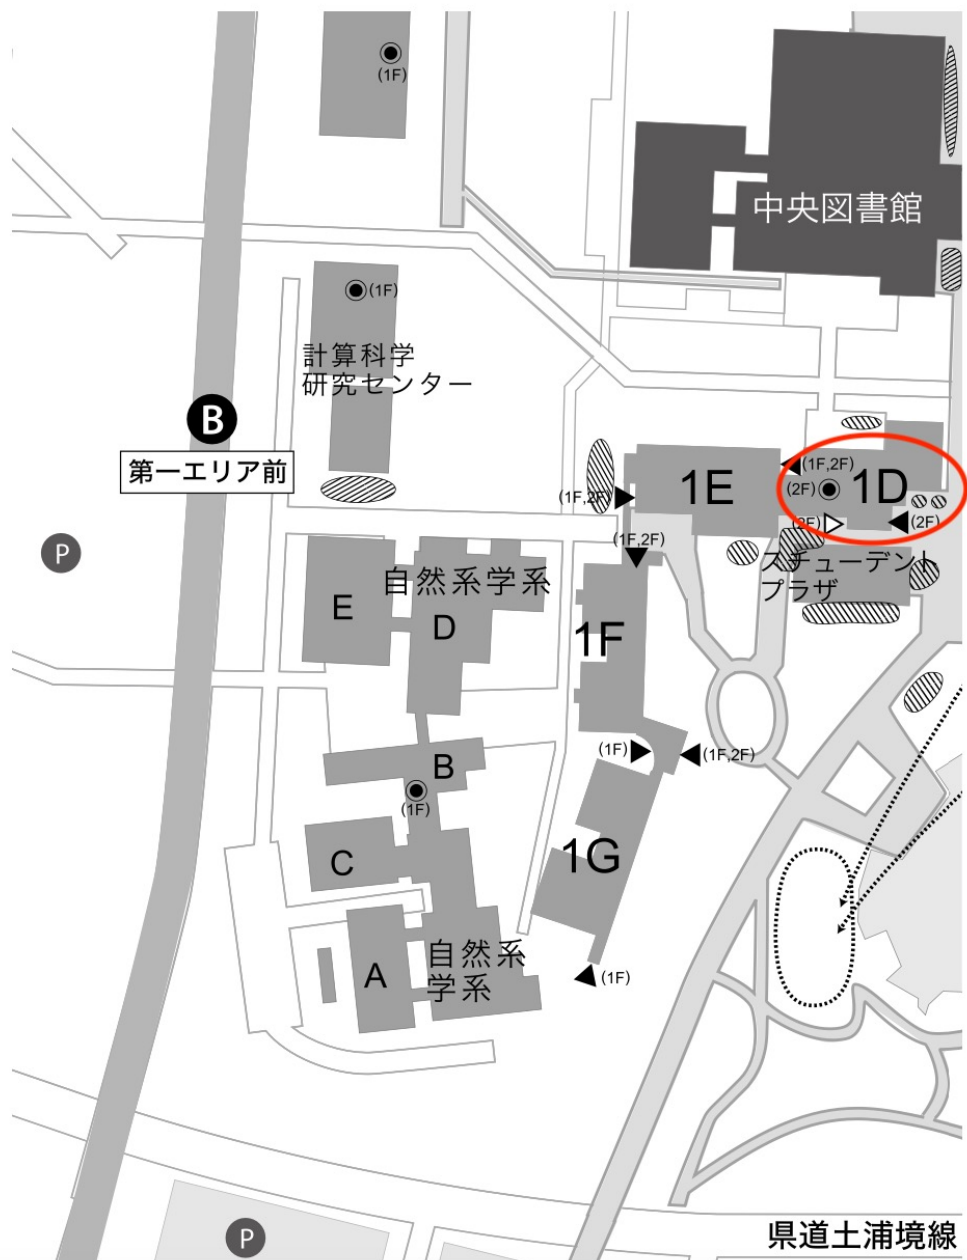 (1F)
中央図書館
(1F)
計算科学
研究センター
B
第一エリア前
1E
(1F,2F)
(2F)
1D
(1F,2F)
(2F)
(2F)
(1F,2F)
P
スチューデント
プラザ
自然系学系
E
D
1F
(1F)
(1F,2F)
B
(1F)
C
1G
自然系
学系
A
(1F)
P
県道土浦境線